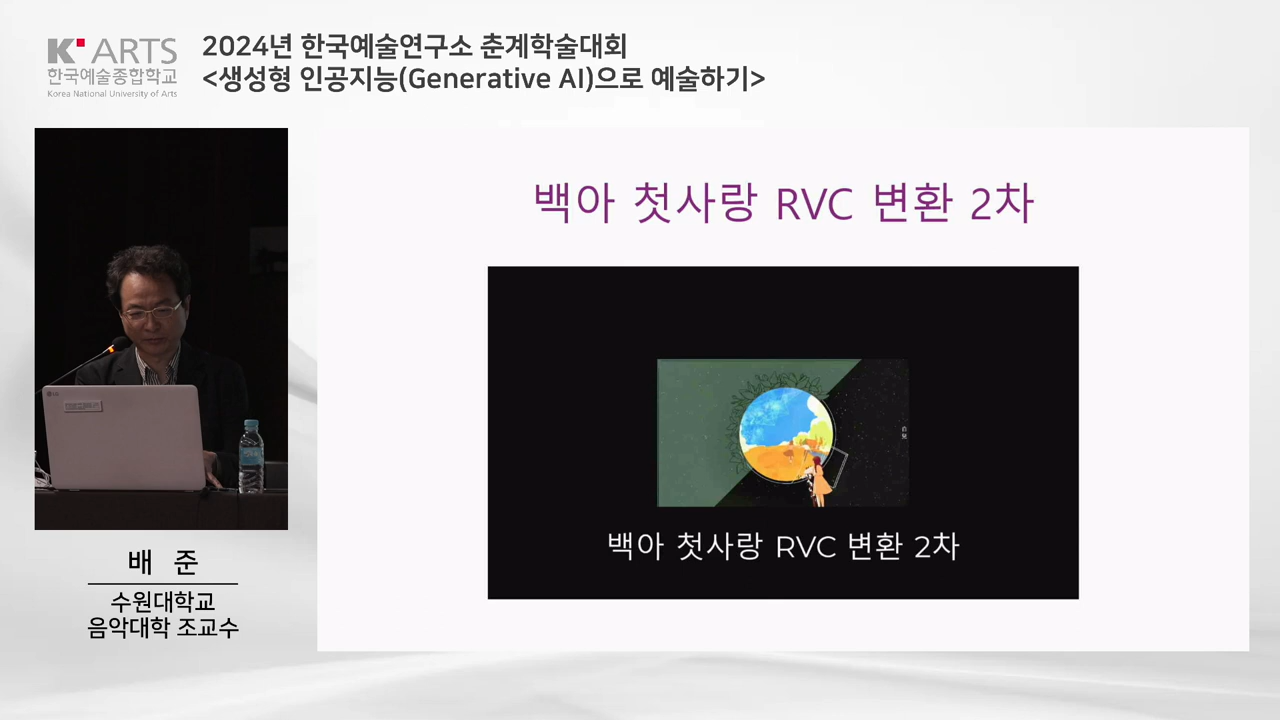 K ARTS
한국예술종합학교
Korea National University of Arts
2024년 한국예술연구소 춘계학술대회
<생성형 인공지능(Generative AI)으로 예술하기>
백아 첫사랑 RVC 변환 2차
백아 첫사랑 RVC 변환 2차
LG
배 준
수원대학교
음악대학 조교수